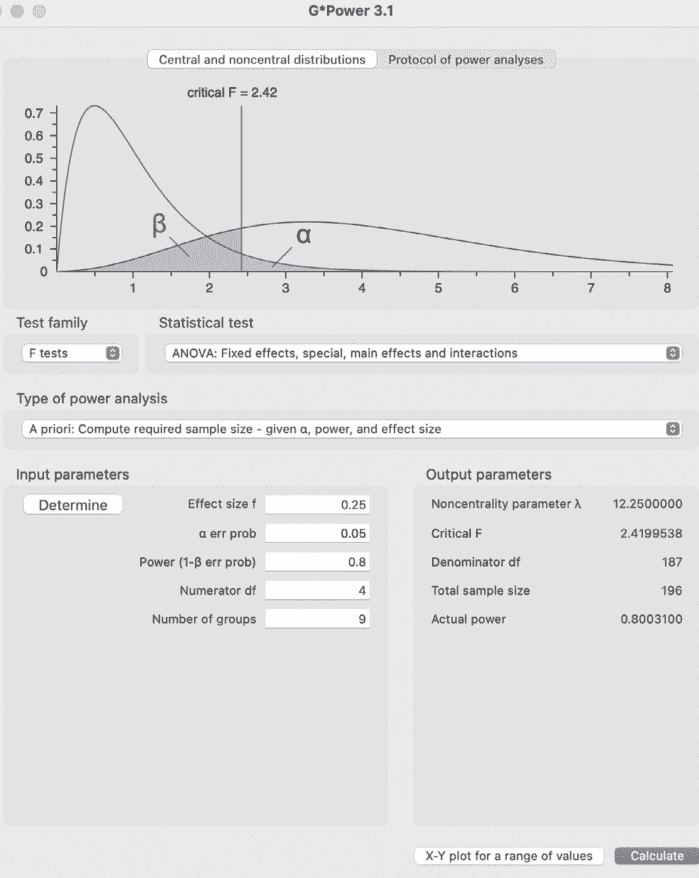 G*Power 3.1
Central and noncentral distributions Protocol of power analyses
critical F = 2.42
0.7
0.6
0.5
0.4
0.3
0.2
0.1
0
β
α
1 2 3 4 5 6 7 8
Test family Statistical test
F tests ANOVA: Fixed effects, special, main effects and interactions
Type of power analysis
A priori: Compute required sample size - given α, power, and effect size
Input parameters Output parameters
Determine Effect size f 0.25 Noncentrality parameter λ 12.2500000
α err prob 0.05 Critical F 2.4199538
Power (1-β err prob) 0.8 Denominator df 187
Numerator df 4 Total sample size 196
Number of groups 9 Actual power 0.8003100
X-Y plot for a range of values Calculate